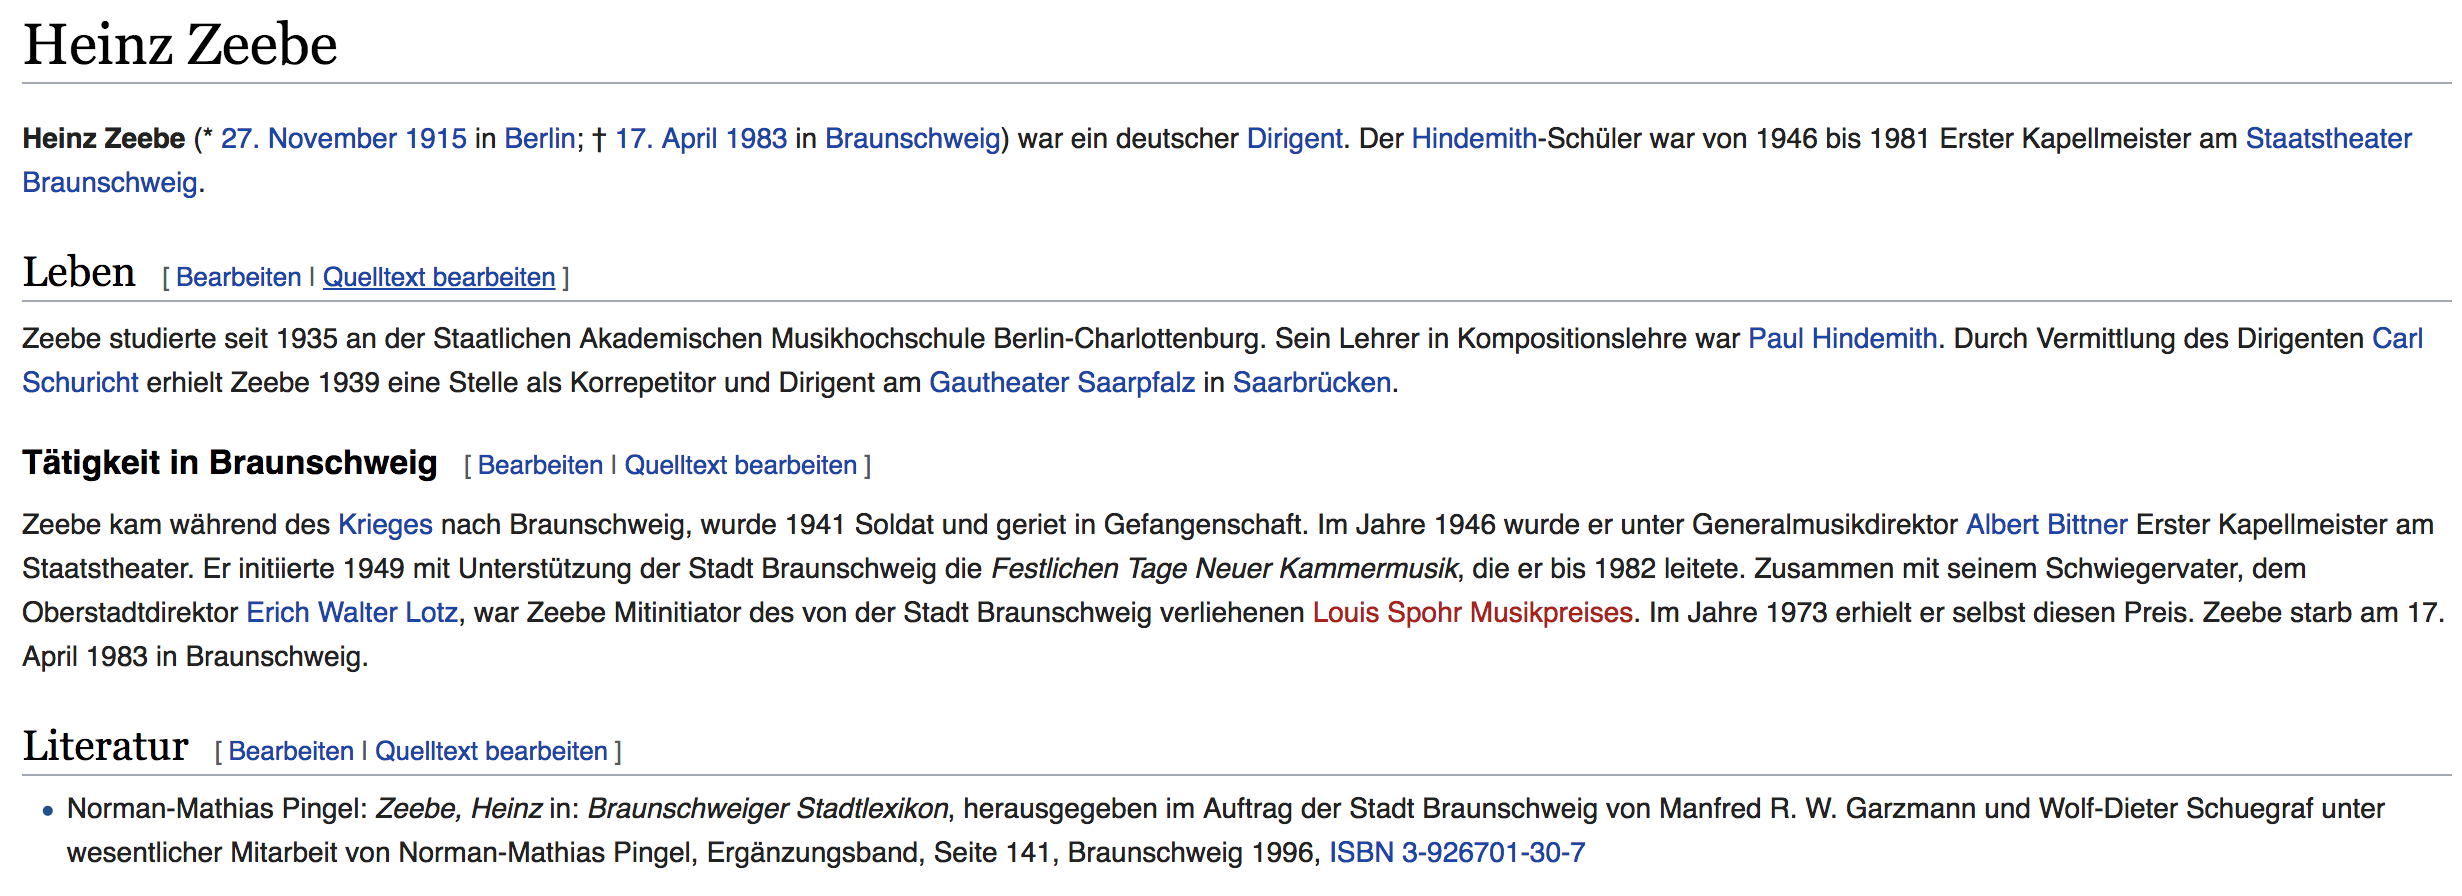 Heinz Zeebe
Heinz Zeebe (* 27. November 1915 in Berlin; † 17. April 1983 in Braunschweig) war ein deutscher Dirigent. Der Hindemith-Schüler war von 1946 bis 1981 Erster Kapellmeister am Staatstheater
Braunschweig.
Leben [ Bearbeiten | Quelltext bearbeiten ]
Zeebe studierte seit 1935 an der Staatlichen Akademischen Musikhochschule Berlin-Charlottenburg. Sein Lehrer in Kompositionslehre war Paul Hindemith. Durch Vermittlung des Dirigenten Carl
Schuricht erhielt Zeebe 1939 eine Stelle als Korrepetitor und Dirigent am Gautheater Saarpfalz in Saarbrücken.
Tätigkeit in Braunschweig [ Bearbeiten | Quelltext bearbeiten ]
Zeebe kam während des Krieges nach Braunschweig, wurde 1941 Soldat und geriet in Gefangenschaft. Im Jahre 1946 wurde er unter Generalmusikdirektor Albert Bittner Erster Kapellmeister am
Staatstheater. Er initiierte 1949 mit Unterstützung der Stadt Braunschweig die Festlichen Tage Neuer Kammermusik, die er bis 1982 leitete. Zusammen mit seinem Schwiegervater, dem
Oberstadtdirektor Erich Walter Lotz, war Zeebe Mitinitiator des von der Stadt Braunschweig verliehenen Louis Spohr Musikpreises. Im Jahre 1973 erhielt er selbst diesen Preis. Zeebe starb am 17.
April 1983 in Braunschweig.
Literatur [ Bearbeiten | Quelltext bearbeiten ]
• Norman-Mathias Pingel: Zeebe, Heinz in: Braunschweiger Stadtlexikon, herausgegeben im Auftrag der Stadt Braunschweig von Manfred R. W. Garzmann und Wolf-Dieter Schuegraf unter
wesentlicher Mitarbeit von Norman-Mathias Pingel, Ergänzungsband, Seite 141, Braunschweig 1996, ISBN 3-926701-30-7